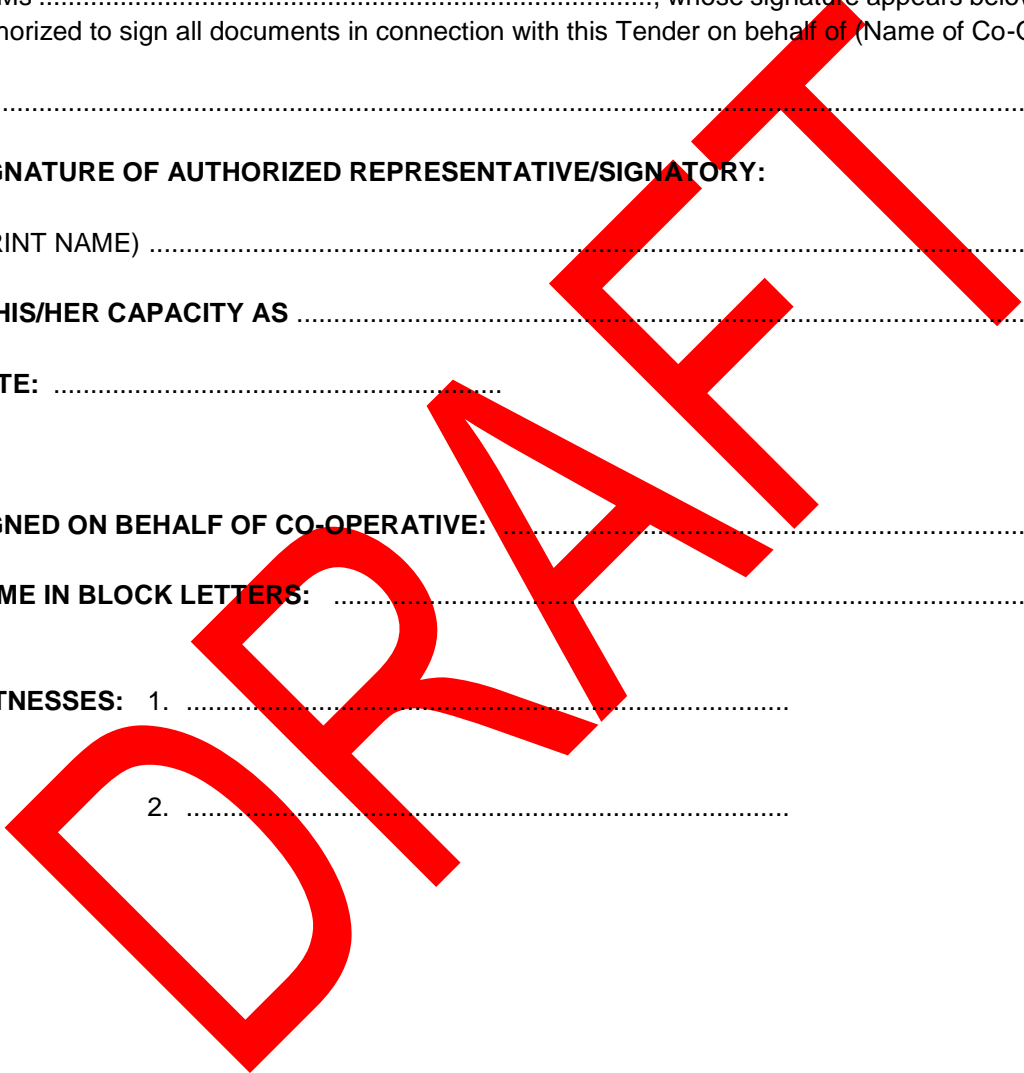 Ms ...................................................................................................., whose signature appears below
horized to sign all documents in connection with this Tender on behalf of (Name of Co-O
.............................................................................................................................................................................
GNATURE OF AUTHORIZED REPRESENTATIVE/SIGNATORY:
RINT NAME) ......................................................................................................................................................
HIS/HER CAPACITY AS .............................................................................................................................
TE: .............................................................................
GNED ON BEHALF OF CO-OPERATIVE: .........................................................................................
ME IN BLOCK LETTERS: ......................................................................................................................
TNESSES: 1. .......................................................................................................
2. .......................................................................................................
DRAFT